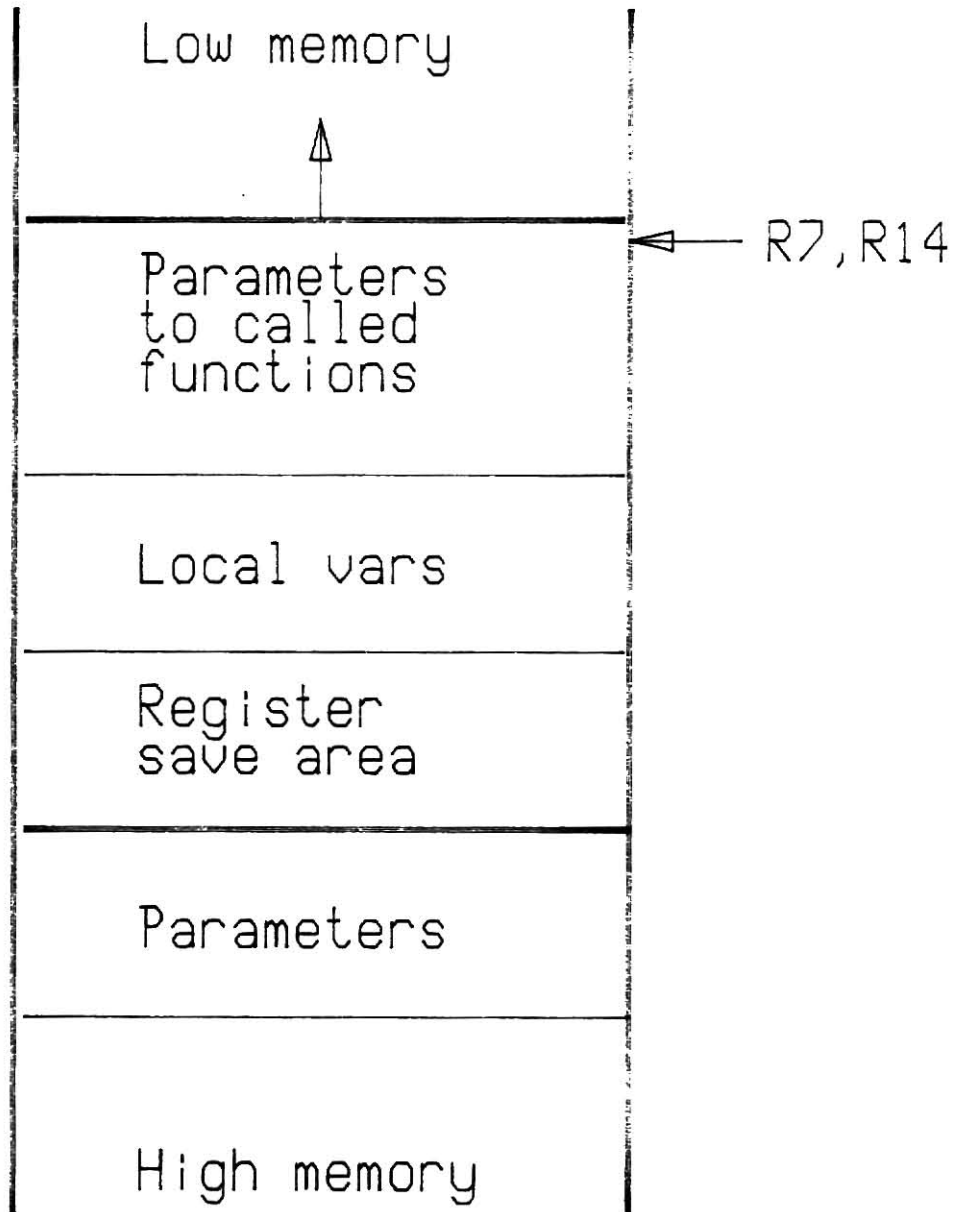 Low memory
R7,R14
Parameters
to called
functions
Local vars
Register
save area
Parameters
High memory